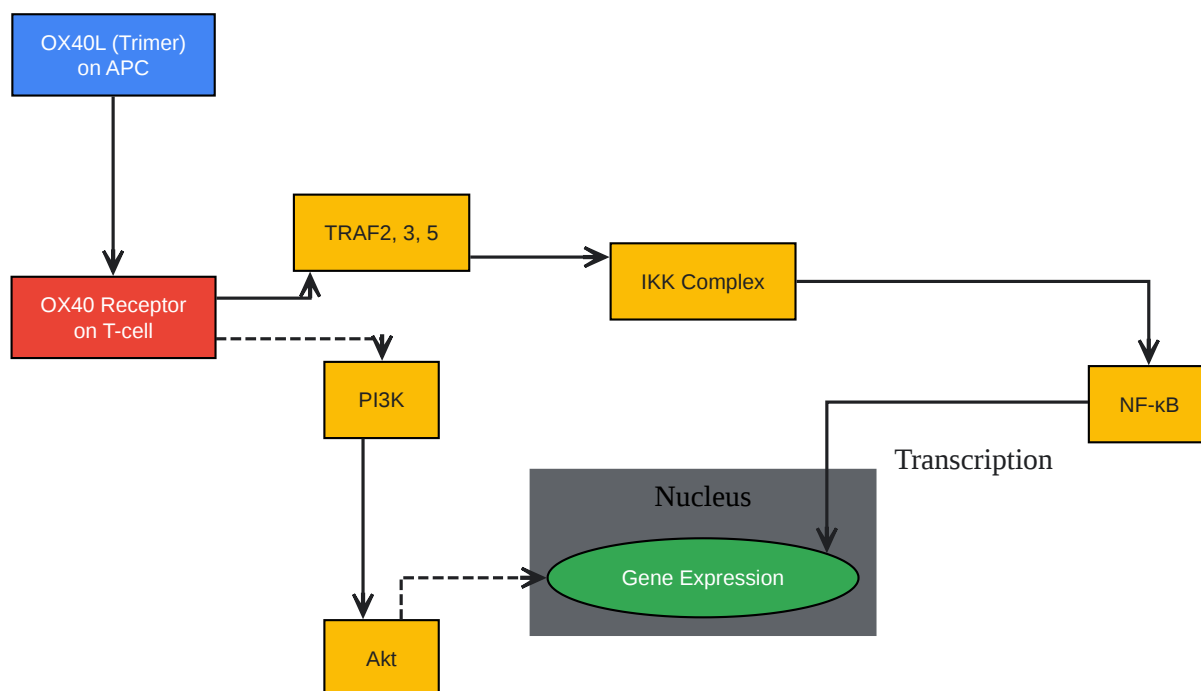 OX40L (Trimer)
on APC
TRAF2, 3, 5
IKK Complex
OX40 Receptor
on T-cell
PI3K
NF-κB
Transcription
Nucleus
Gene Expression
Akt